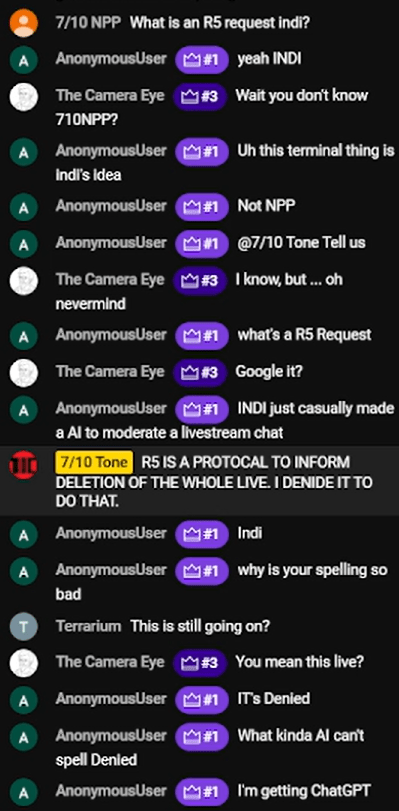 7/10 NPP What is an R5 request indi?
A AnonymousUser #1 yeah INDI
The Camera Eye #3 Wait you don't know
710NPP?
A AnonymousUser #1 Uh this terminal thing is
indi's idea
A AnonymousUser #1 Not NPP
A AnonymousUser #1 @7/10 Tone Tell us
The Camera Eye #3 I know, but ... oh
nevermind
A AnonymousUser #1 what's a R5 Request
The Camera Eye #3 Google it?
A AnonymousUser #1 INDI just casually made
a AI to moderate a livestream chat
7/10 Tone R5 IS A PROTOCAL TO INFORM
DELETION OF THE WHOLE LIVE. I DENIDE IT TO
DO THAT.
A AnonymousUser #1 Indi
A AnonymousUser #1 why is your spelling so
bad
T Terrarium This is still going on?
The Camera Eye #3 You mean this live?
A AnonymousUser #1 IT's Denied
A AnonymousUser #1 What kinda AI can't
spell Denied
A AnonymousUser #1 I'm getting ChatGPT